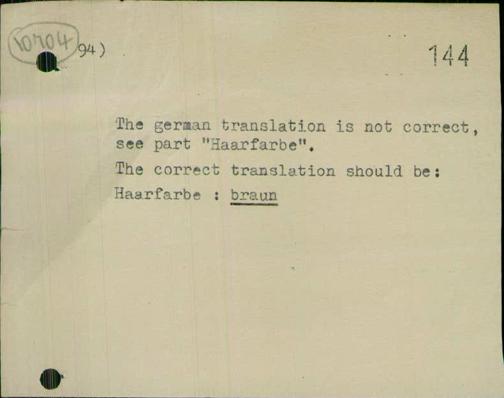 10704
94)
144
The german translation is not correct,
see part "Haarfarbe".
The correct translation should be:
Haarfarbe : braun